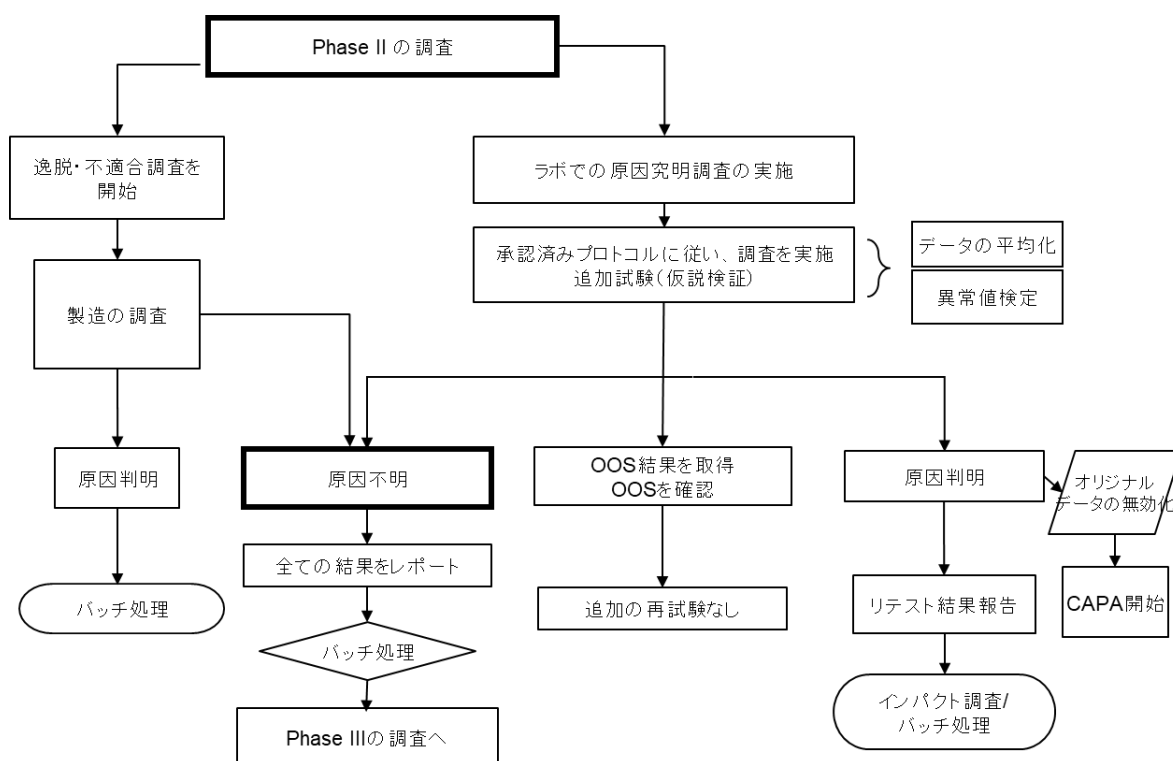 Phase II の調査
逸脱・不適合調査を
開始
ラボでの原因究明調査の実施
承認済みプロトコルに従い、調査を実施
追加試験(仮説検証)
データの平均化
異常値検定
製造の調査
原因判明
原因不明
OOS結果を取得
OOSを確認
原因判明
オリジナル
データの無効化
全ての結果をレポート
バッチ処理
追加の再試験なし
リテスト結果報告
CAPA開始
バッチ処理
インパクト調査/
バッチ処理
Phase IIIの調査へ